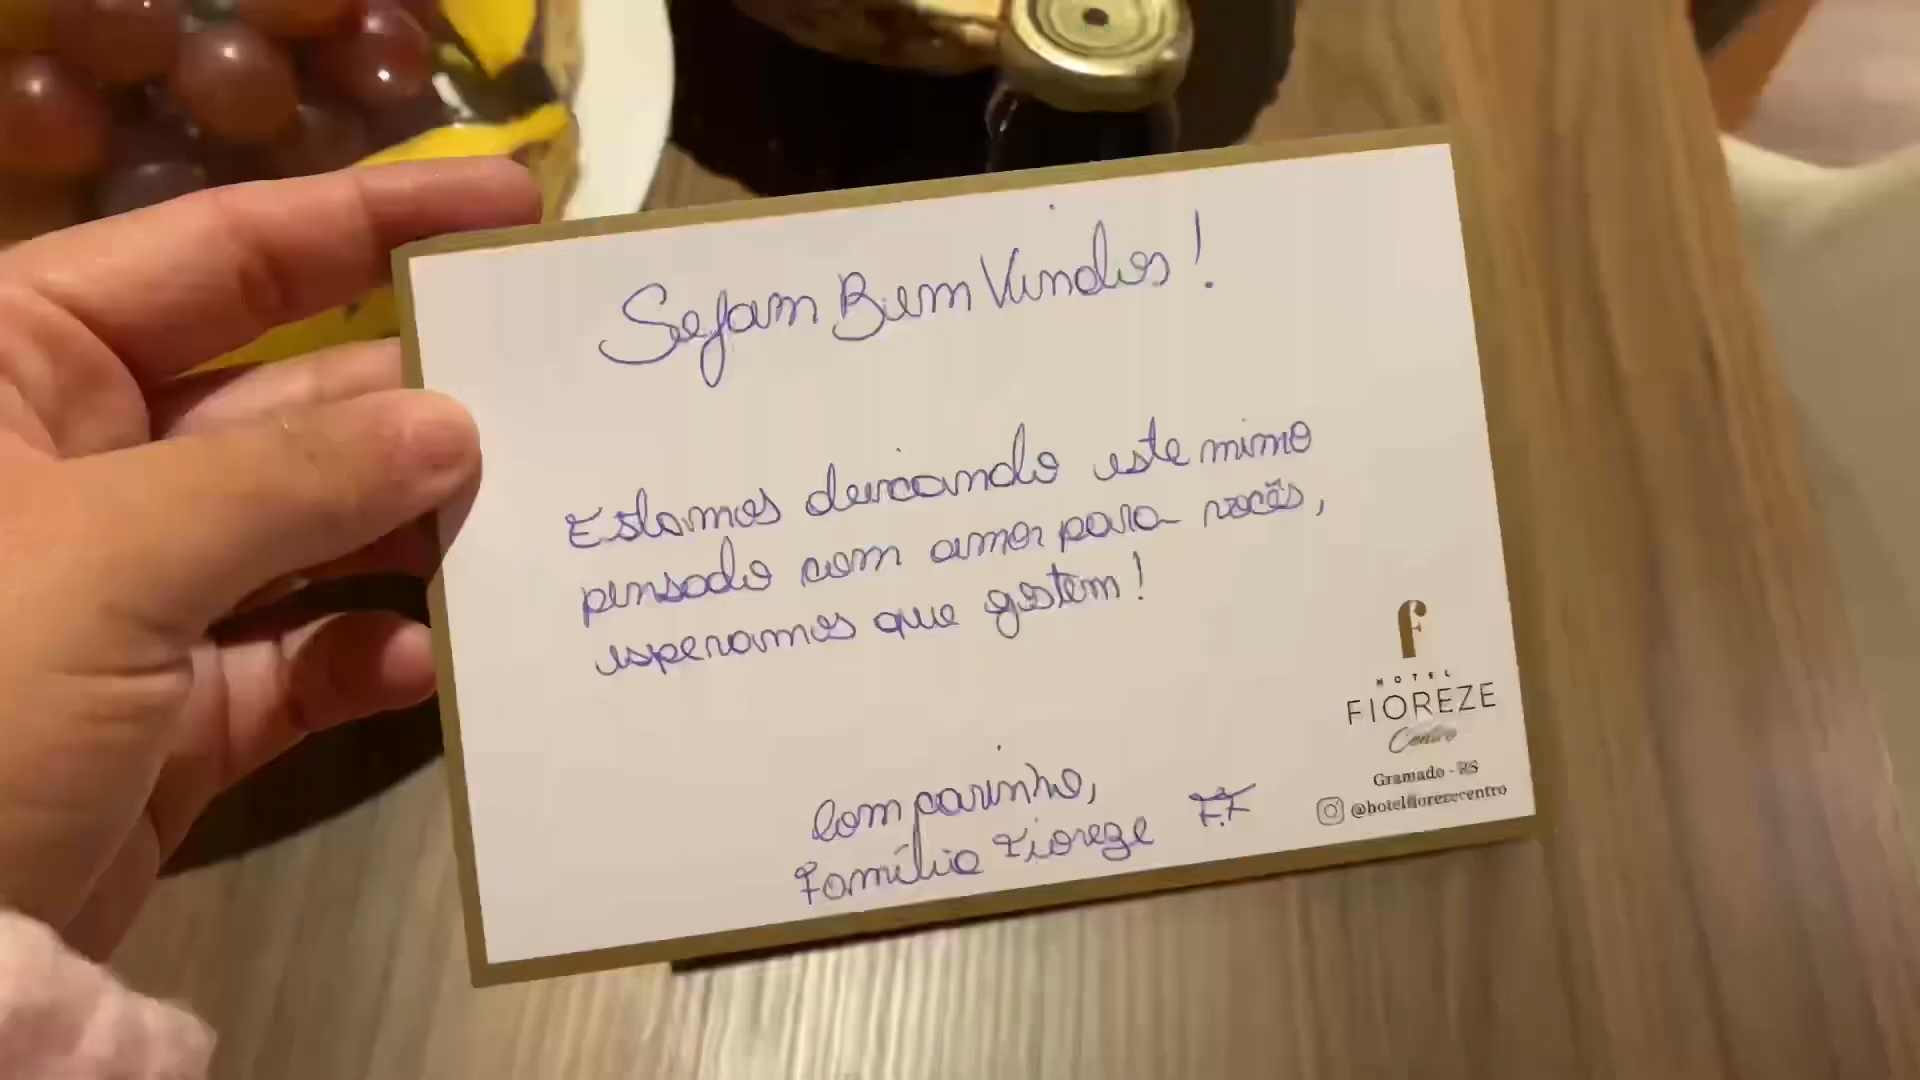 Sejam Bem Vindos!
Estamos deixando este mimo
pensado com amor para vocês,
esperamos que gostem!
Com carinho,
Família Fioreze FF
f
HOTEL
FIOREZE
Centro
Gramado - RS
@hotelfiorezecentro